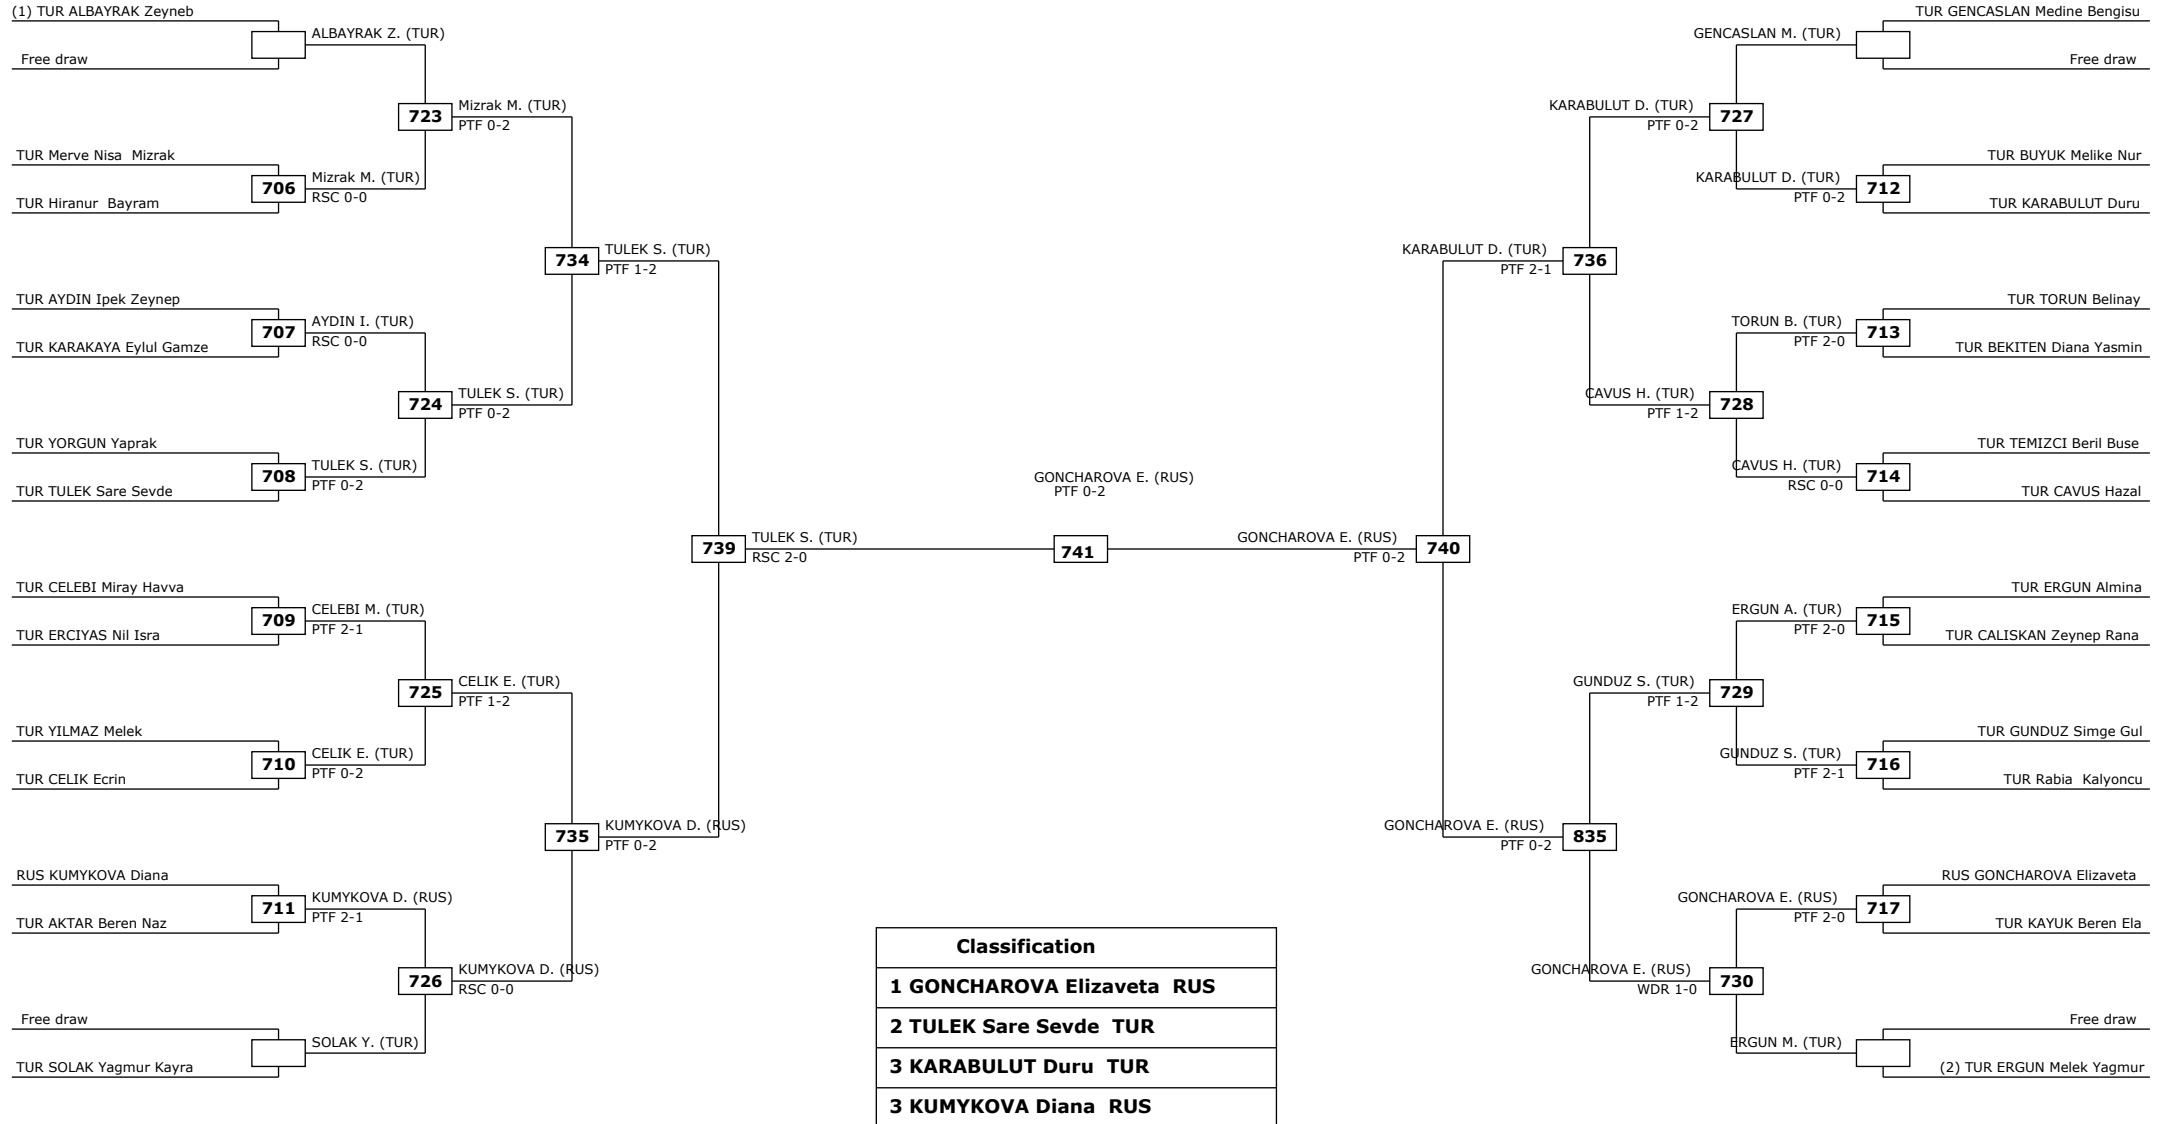 (1) TUR ALBAYRAK Zeyneb
ALBAYRAK Z. (TUR)
Free draw
723
Mizrak M. (TUR)
PTF 0-2
TUR Merve Nisa  Mizrak
706
Mizrak M. (TUR)
RSC 0-0
TUR Hiranur  Bayram
734
TULEK S. (TUR)
PTF 1-2
TUR AYDIN Ipek Zeynep
707
AYDIN I. (TUR)
RSC 0-0
TUR KARAKAYA Eylul Gamze
724
TULEK S. (TUR)
PTF 0-2
TUR YORGUN Yaprak
708
TULEK S. (TUR)
PTF 0-2
TUR TULEK Sare Sevde
739
TULEK S. (TUR)
RSC 2-0
TUR CELEBI Miray Havva
709
CELEBI M. (TUR)
PTF 2-1
TUR ERCIYAS Nil Isra
725
CELIK E. (TUR)
PTF 1-2
TUR YILMAZ Melek
710
CELIK E. (TUR)
PTF 0-2
TUR CELIK Ecrin
735
KUMYKOVA D. (RUS)
PTF 0-2
RUS KUMYKOVA Diana
711
KUMYKOVA D. (RUS)
PTF 2-1
TUR AKTAR Beren Naz
726
KUMYKOVA D. (RUS)
RSC 0-0
Free draw
SOLAK Y. (TUR)
TUR SOLAK Yagmur Kayra
GONCHAROVA E. (RUS)
PTF 0-2
741
TUR GENCASLAN Medine Bengisu
GENCASLAN M. (TUR)
Free draw
KARABULUT D. (TUR)
PTF 0-2
727
TUR BUYUK Melike Nur
KARABULUT D. (TUR)
PTF 0-2
712
TUR KARABULUT Duru
KARABULUT D. (TUR)
PTF 2-1
736
TUR TORUN Belinay
TORUN B. (TUR)
PTF 2-0
713
TUR BEKITEN Diana Yasmin
CAVUS H. (TUR)
PTF 1-2
728
TUR TEMIZCI Beril Buse
CAVUS H. (TUR)
RSC 0-0
714
TUR CAVUS Hazal
GONCHAROVA E. (RUS)
PTF 0-2
740
TUR ERGUN Almina
ERGUN A. (TUR)
PTF 2-0
715
TUR CALISKAN Zeynep Rana
GUNDUZ S. (TUR)
PTF 1-2
729
TUR GUNDUZ Simge Gul
GUNDUZ S. (TUR)
PTF 2-1
716
TUR Rabia  Kalyoncu
GONCHAROVA E. (RUS)
PTF 0-2
835
RUS GONCHAROVA Elizaveta
GONCHAROVA E. (RUS)
PTF 2-0
717
TUR KAYUK Beren Ela
GONCHAROVA E. (RUS)
WDR 1-0
730
Free draw
ERGUN M. (TUR)
(2) TUR ERGUN Melek Yagmur
Classification
1 GONCHAROVA Elizaveta  RUS
2 TULEK Sare Sevde  TUR
3 KARABULUT Duru  TUR
3 KUMYKOVA Diana  RUS